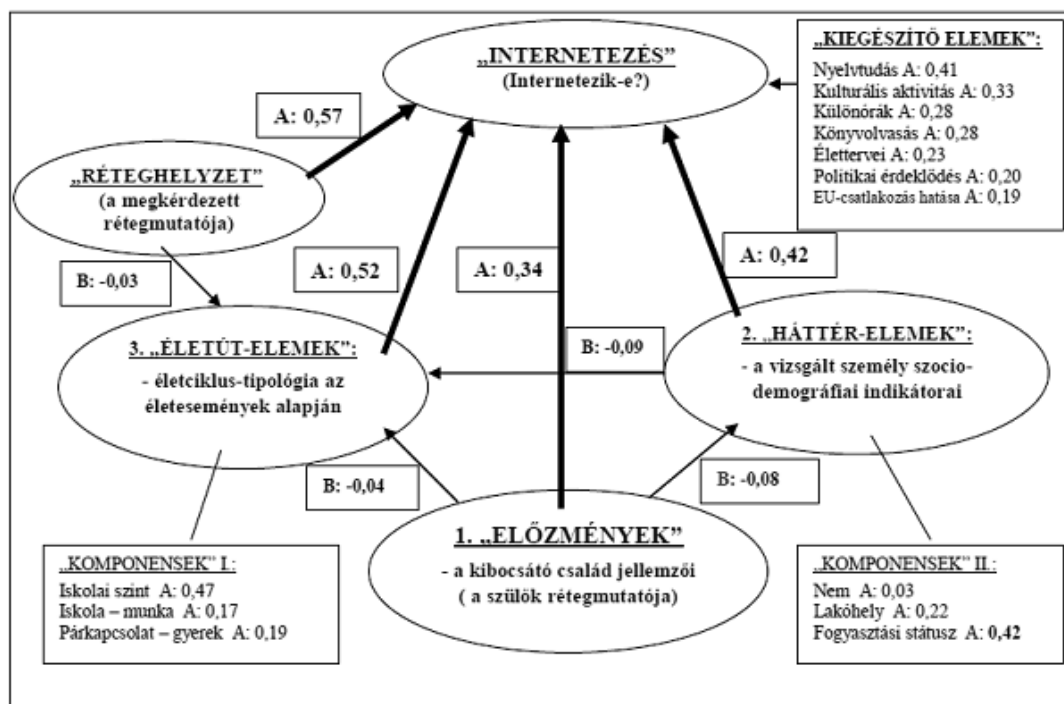 „INTERNETEZÉS”
(Internetezik-e?)
„KIEGÉSZÍTŐ ELEMEK”:
Nyelvtudás A: 0,41
Kulturális aktivitás A: 0,33
Különórák A: 0,28
Könyvolvasás A: 0,28
Élettervei A: 0,23
Politikai érdeklődés A: 0,20
EU-csatlakozás hatása A: 0,19
A: 0,57
„RÉTEGHELYZET”
(a megkérdezett
rétegmutatója)
B: -0,03
A: 0,52
A: 0,34
A: 0,42
3. „ÉLETÚT-ELEMEK”:
- életciklus-tipológia az
életesemények alapján
B: -0,09
2. „HÁTTÉR-ELEMEK”:
- a vizsgált személy szocio-
demográfiai indikátorai
B: -0,04
B: -0,08
1. „ELŐZMÉNYEK”
- a kibocsátó család jellemzői
( a szülők rétegmutatója)
„KOMPONENSEK” I.:
Iskolai szint A: 0,47
Iskola – munka A: 0,17
Párkapcsolat – gyerek A: 0,19
„KOMPONENSEK” II.:
Nem A: 0,03
Lakóhely A: 0,22
Fogyasztási státusz A: 0,42